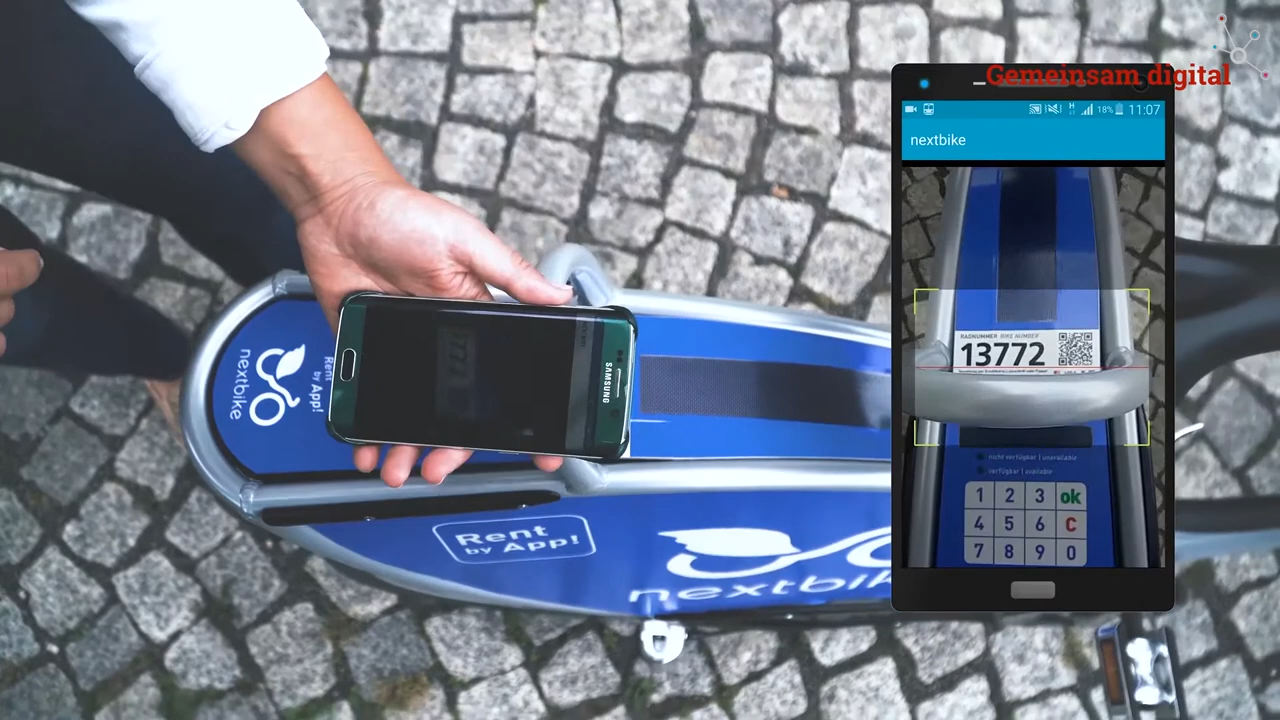 Gemeinsam digital
18% 11:07
nextbike
RADNUMMER BIKE NUMBER
13772
nicht verfügbar | unavailable
verfügbar | available
1 2 3 ok
4 5 6 C
7 8 9 0
nextbike
Rent
by App!
SAMSUNG
Rent
by App!
nextbike